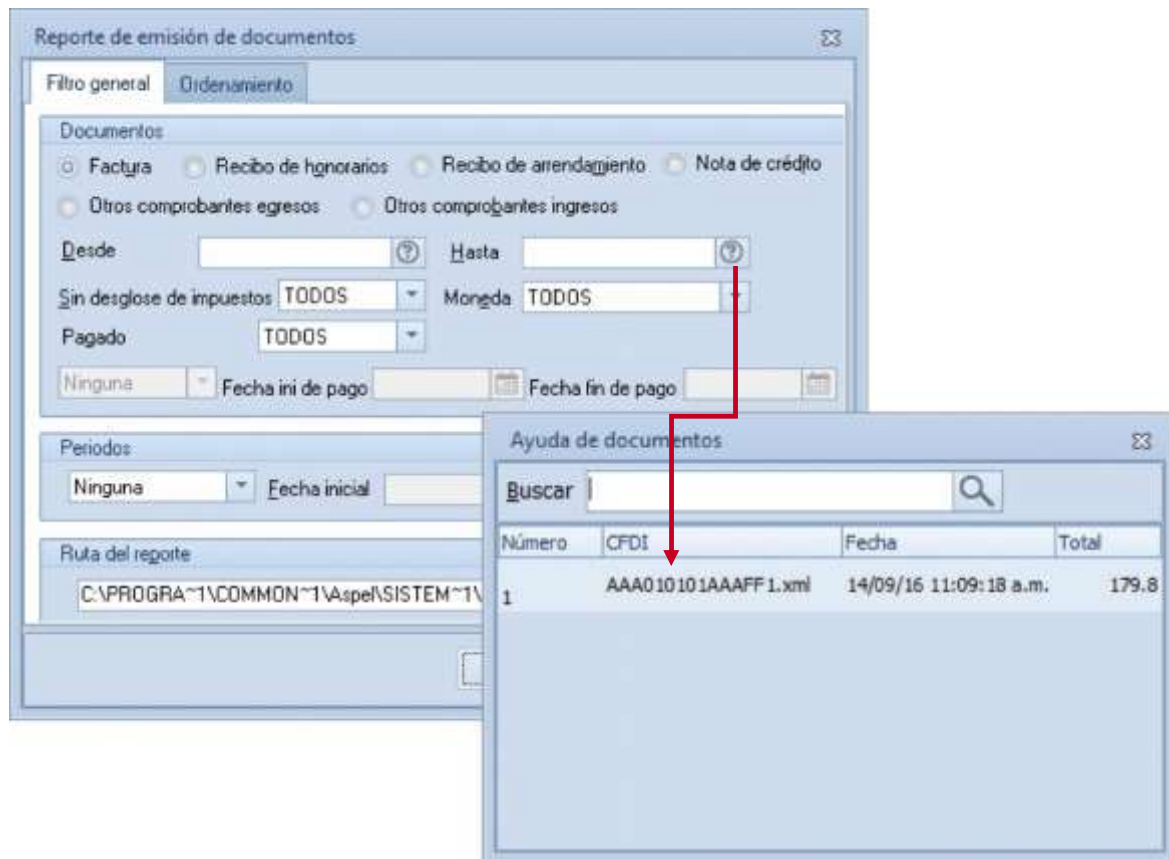 Reporte de emisión de documentos
Filtro general Ordenamiento
Documentos
Factura Recibo de honorarios Recibo de arrendamiento Nota de crédito
Otros comprobantes egresos Otros comprobantes ingresos
Desde Hasta
Sin desglose de impuestos TODOS Moneda TODOS
Pagado TODOS
Ninguna Fecha ini de pago Fecha fin de pago
Periodos
Ninguna Fecha inicial
Ruta del reporte
C:\PROGRA~1\COMMON~1\Aspel\SISTEM~1\
Ayuda de documentos
Buscar
Número CFDI Fecha Total
1 AAA010101AAAFF1.xml 14/09/16 11:09:18 a.m. 179.8